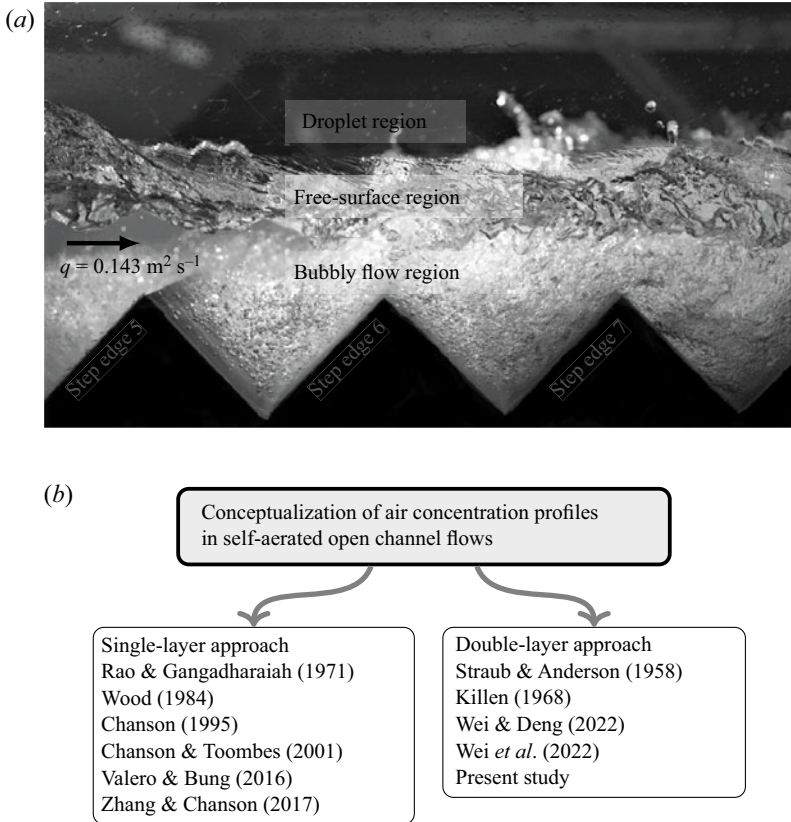 (a)
Droplet region
Free-surface region
q = 0.143 m² s⁻¹
Bubbly flow region
Step edge 5
Step edge 6
Step edge 7
(b)
Conceptualization of air concentration profiles
in self-aerated open channel flows
Single-layer approach
Rao & Gangadharaiah (1971)
Wood (1984)
Chanson (1995)
Chanson & Toombes (2001)
Valero & Bung (2016)
Zhang & Chanson (2017)
Double-layer approach
Straub & Anderson (1958)
Killen (1968)
Wei & Deng (2022)
Wei et al. (2022)
Present study